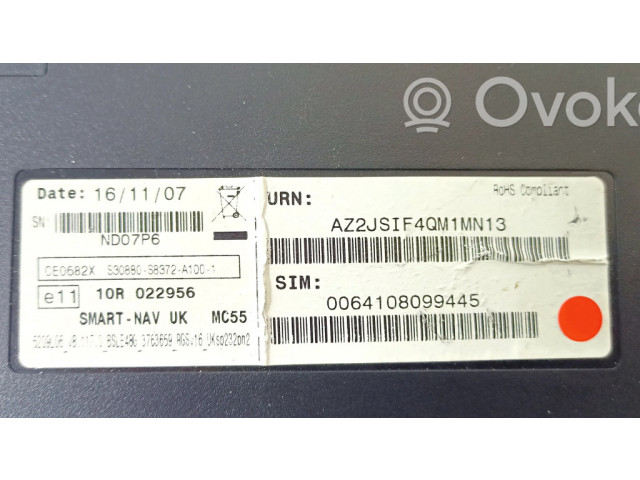 Ovoko
Date: 16/11/07
SN:
ND07P6
CE0682X S30880-S8372-A100-1
e11 10R 022956
SMART-NAV UK MC55
URN:
RoHS Compliant
AZ2JSIF4QM1MN13
SIM:
0064108099445